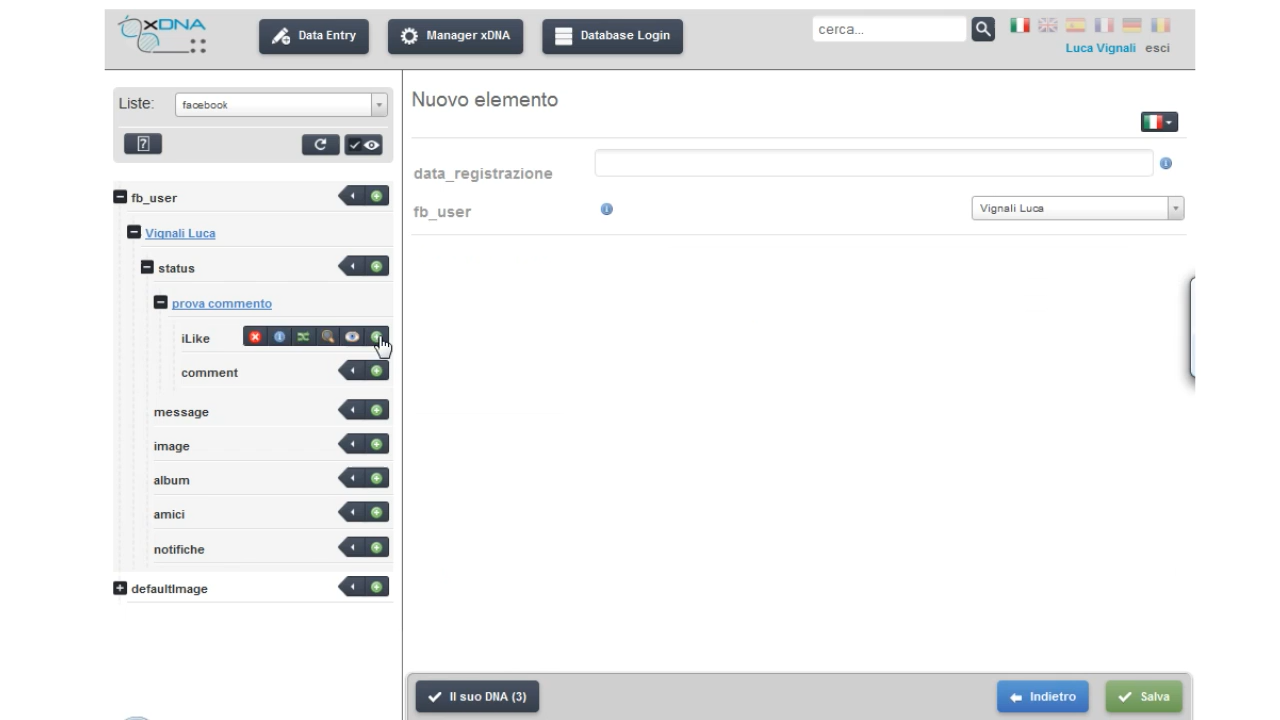 XDNA
Data Entry
Manager xDNA
Database Login
cerca...
Luca Vignali esci
Liste:
facebook
?
Nuovo elemento
data_registrazione
fb_user
Vignali Luca
fb_user
Vignali Luca
status
prova commento
iLike
comment
message
image
album
amici
notifiche
defaultImage
Il suo DNA (3)
Indietro
Salva